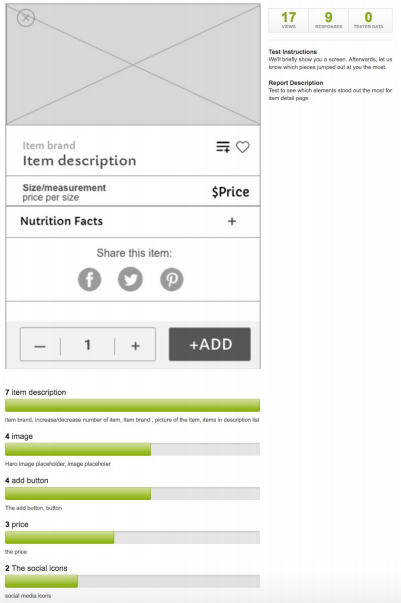 17 9 0
VIEWS RESPONSES TESTER DATA
Test Instructions
We'll briefly show you a screen. Afterwards, let us
know which pieces jumped out at you the most.
Report Description
Test to see which elements stood out the most for
item detail page
Item brand
Item description
Size/measurement
price per size
$Price
Nutrition Facts +
Share this item:
— 1 +
+ADD
7 item description
item brand, Increase/decrease number of item, Item brand , picture of the item, items in description list
4 image
Hero image placeholder, image placeholer
4 add button
The add button, button
3 price
the price
2 The social icons
social media icons